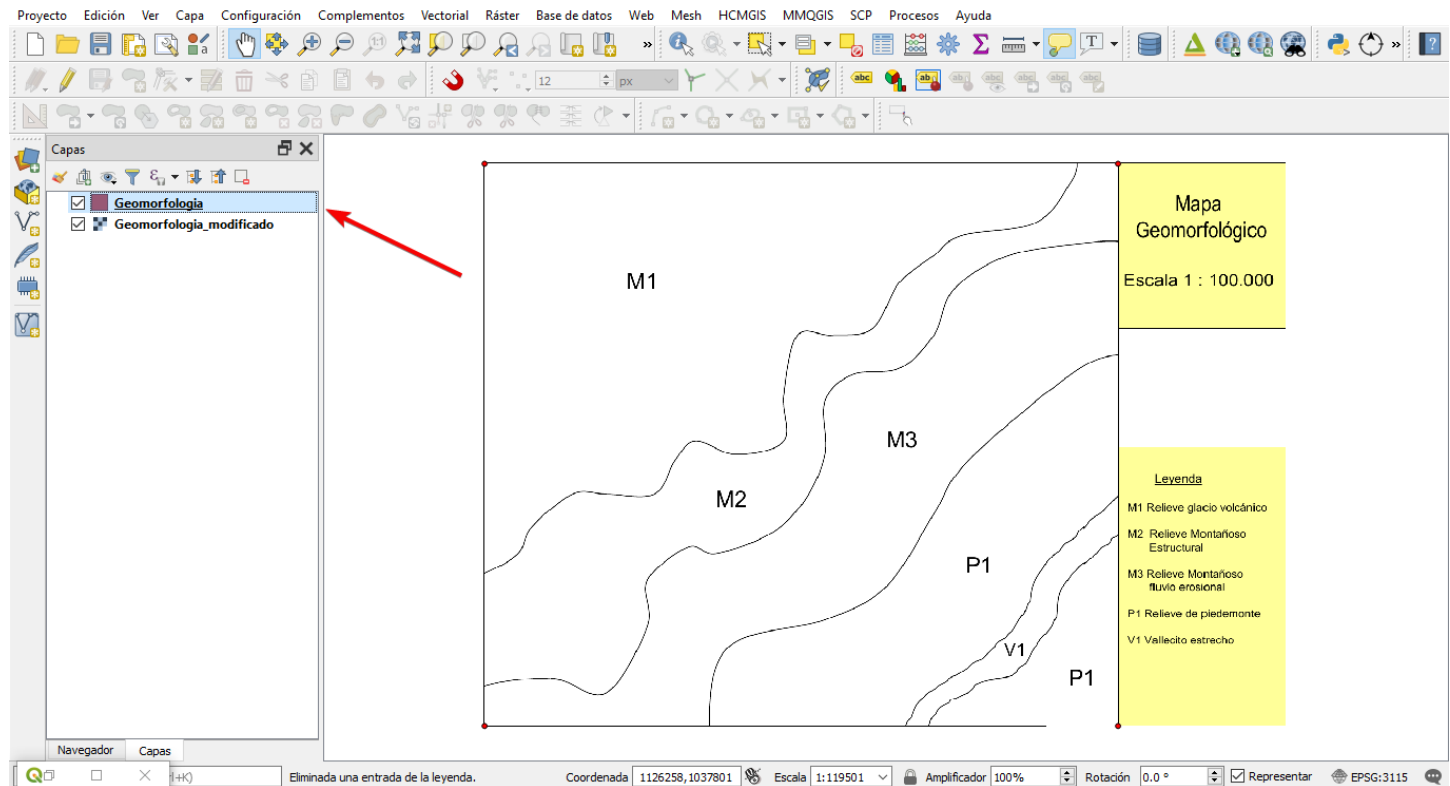 Proyecto Edición Ver Capa Configuración Complementos Vectorial Ráster Base de datos Web Mesh HCMGIS MMQGIS SCP Procesos Ayuda
12 px
abc
Capas
Geomorfologia
Geomorfologia_modificado
M1
M2
M3
P1
V1
P1
Mapa
Geomorfológico
Escala 1 : 100.000
Leyenda
M1 Relieve glacio volcánico
M2 Relieve Montañoso
Estructural
M3 Relieve Montañoso
fluvio erosional
P1 Relieve de piedemonte
V1 Vallecito estrecho
Navegador Capas
l+K) Eliminada una entrada de la leyenda. Coordenada 1126258,1037801 Escala 1:119501 Amplificador 100% Rotación 0.0 ° Representar EPSG:3115